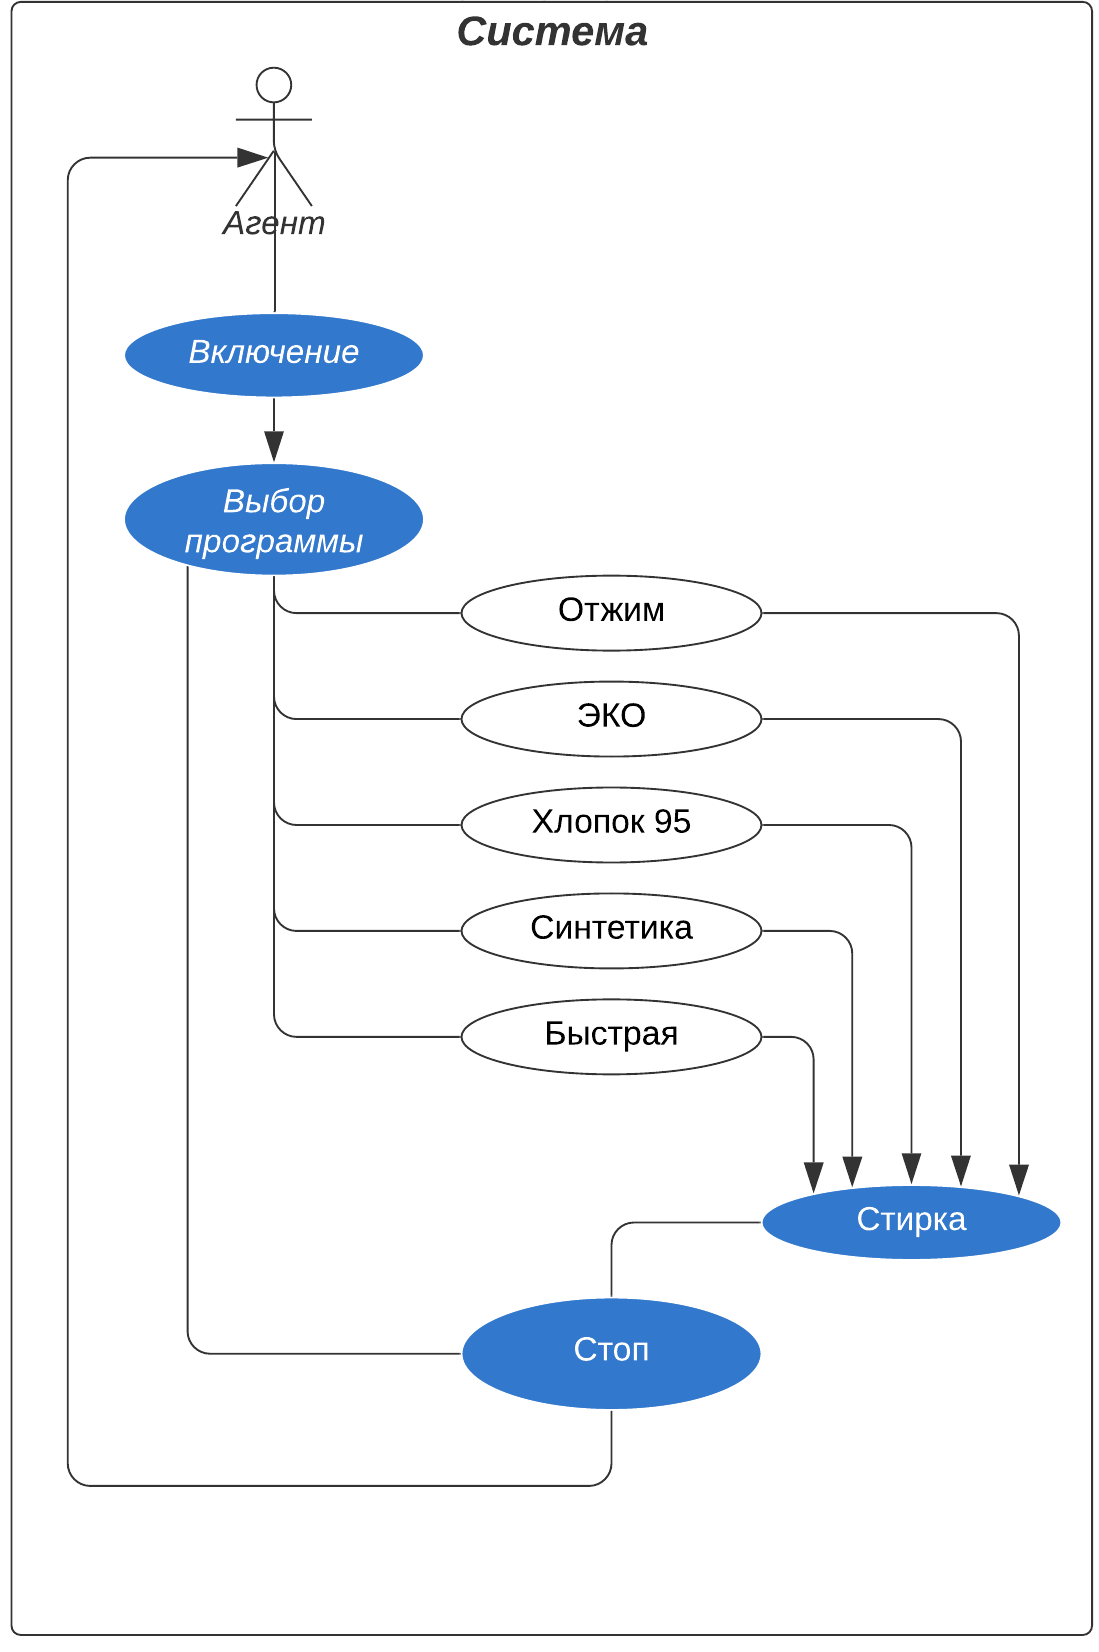 Система
Агент
Включение
Выбор
программы
Отжим
ЭКО
Хлопок 95
Синтетика
Быстрая
Стирка
Стоп